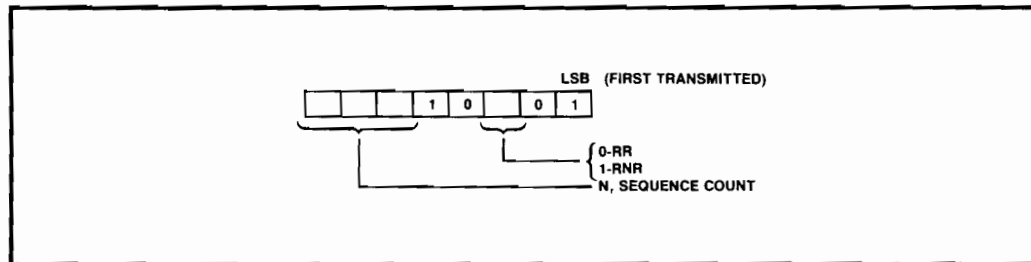 LSB (FIRST TRANSMITTED)
1 0 0 1
0-RR
1-RNR
N, SEQUENCE COUNT